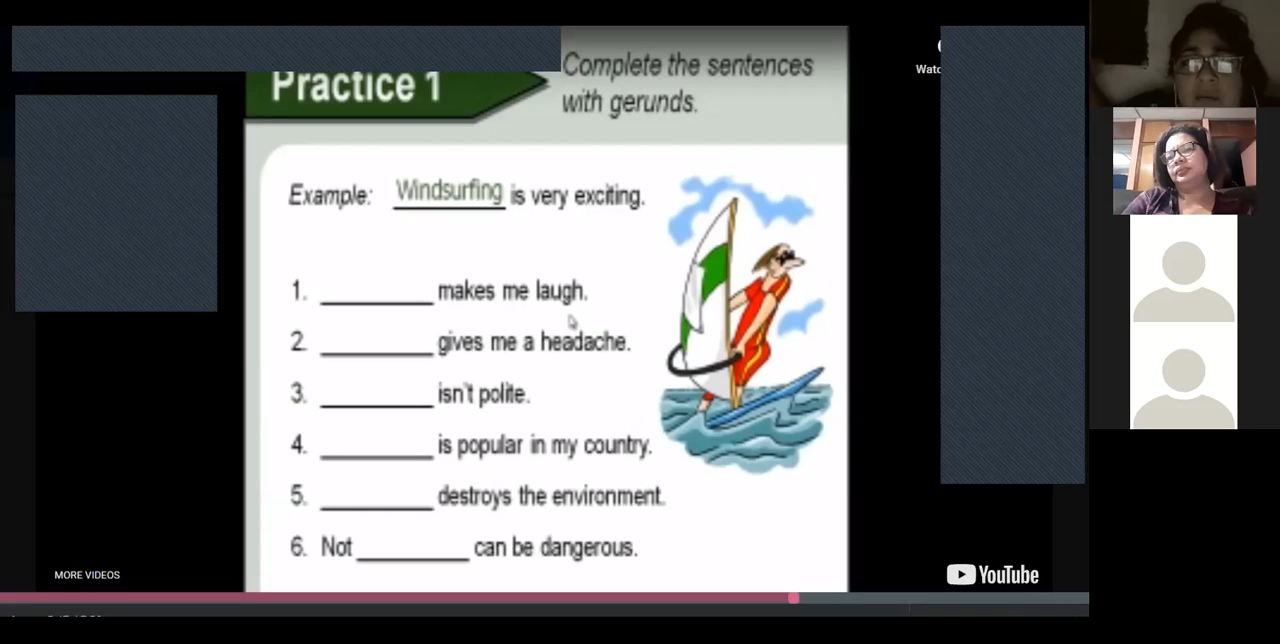 Practice 1
Complete the sentences
with gerunds.
Example: Windsurfing is very exciting.
1. __________ makes me laugh.
2. __________ gives me a headache.
3. __________ isn't polite.
4. __________ is popular in my country.
5. __________ destroys the environment.
6. Not __________ can be dangerous.
MORE VIDEOS
YouTube